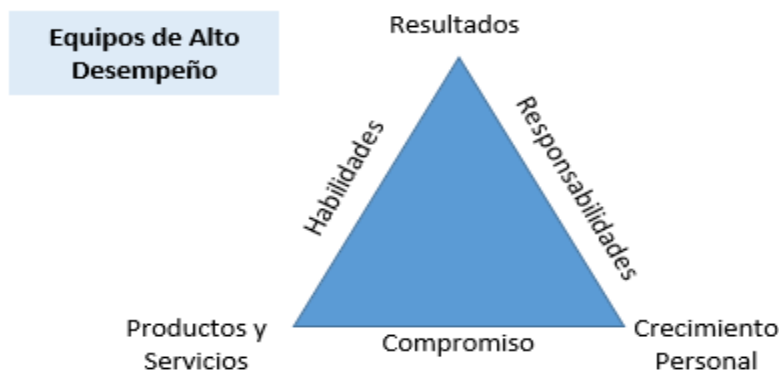 Equipos de Alto
Desempeño
Resultados
Habilidades
Responsabilidades
Productos y
Servicios
Compromiso
Crecimiento
Personal